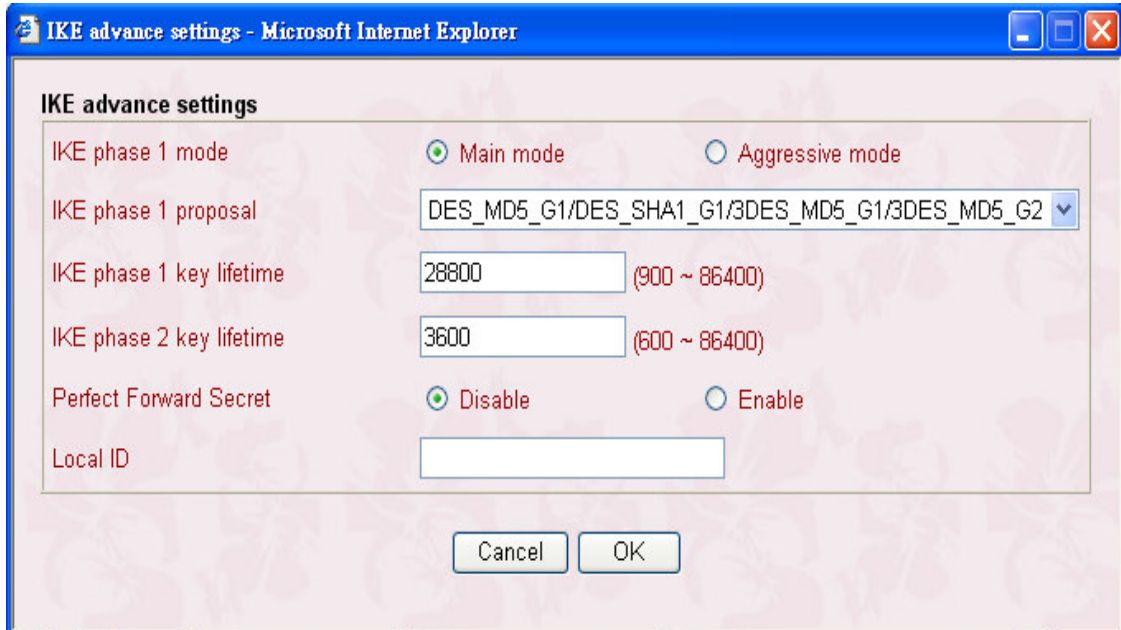 IKE advance settings - Microsoft Internet Explorer
IKE advance settings
IKE phase 1 mode Main mode Aggressive mode
IKE phase 1 proposal DES_MD5_G1/DES_SHA1_G1/3DES_MD5_G1/3DES_MD5_G2
IKE phase 1 key lifetime 28800 (900 ~ 86400)
IKE phase 2 key lifetime 3600 (600 ~ 86400)
Perfect Forward Secret Disable Enable
Local ID
Cancel OK